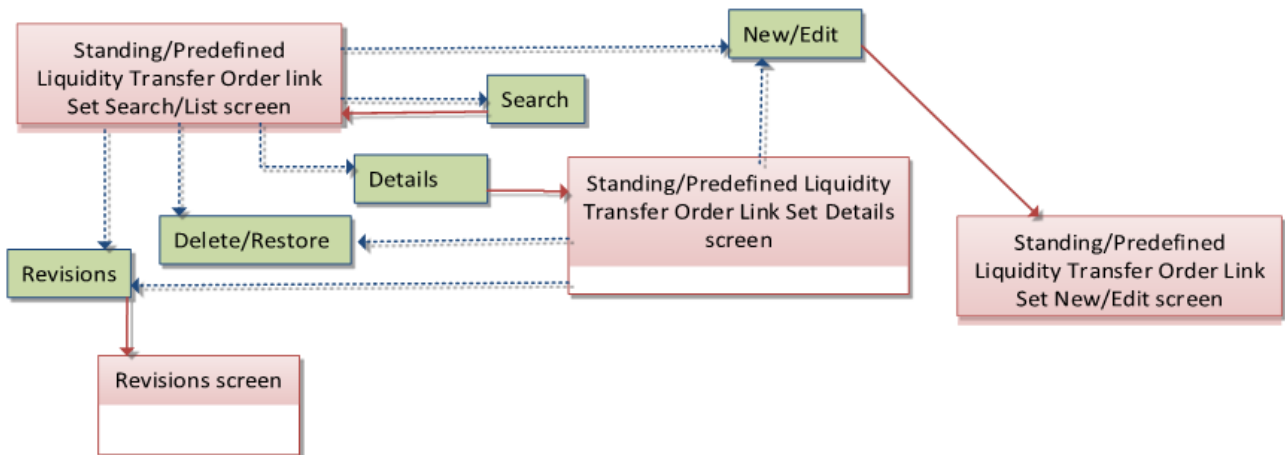 Standing/Predefined
Liquidity Transfer Order link
Set Search/List screen
New/Edit
Search
Details
Standing/Predefined Liquidity
Transfer Order Link Set Details
screen
Delete/Restore
Revisions
Standing/Predefined
Liquidity Transfer Order Link
Set New/Edit screen
Revisions screen